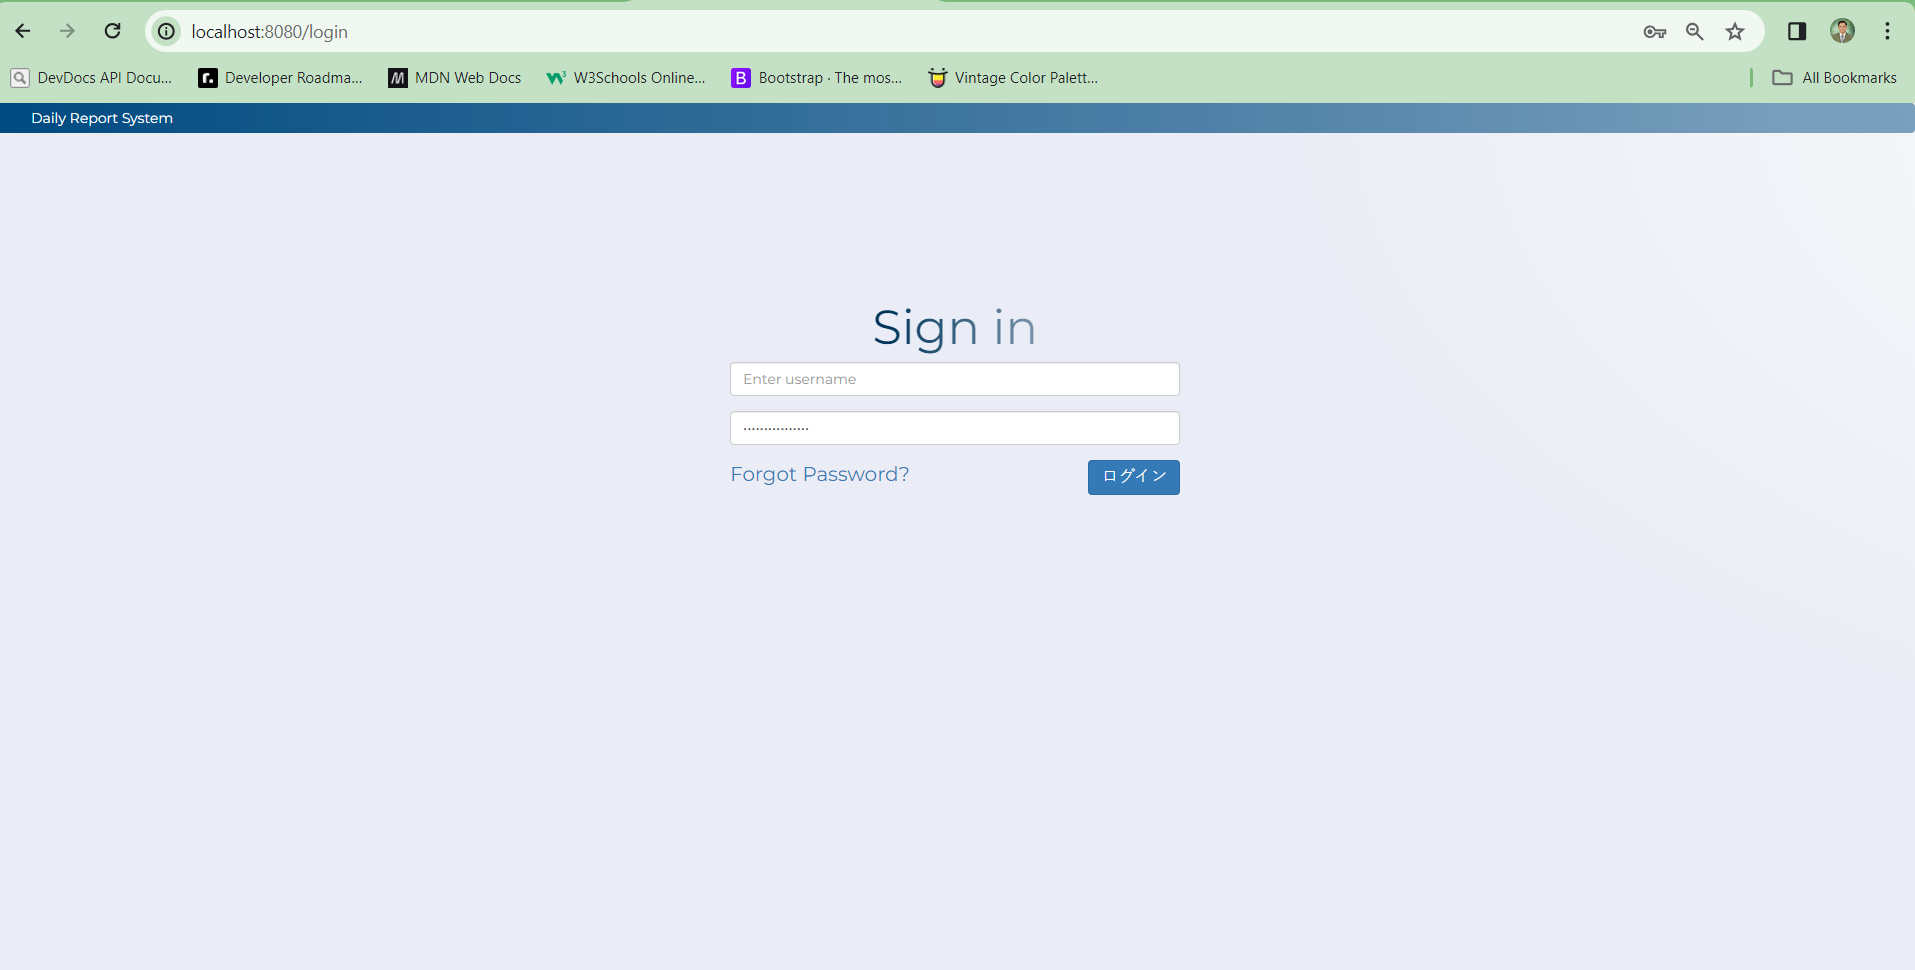 localhost:8080/login
DevDocs API Docu...
Developer Roadma...
MDN Web Docs
W3Schools Online...
Bootstrap · The mos...
Vintage Color Palett...
All Bookmarks
Daily Report System
Sign in
Enter username
Forgot Password?
ログイン